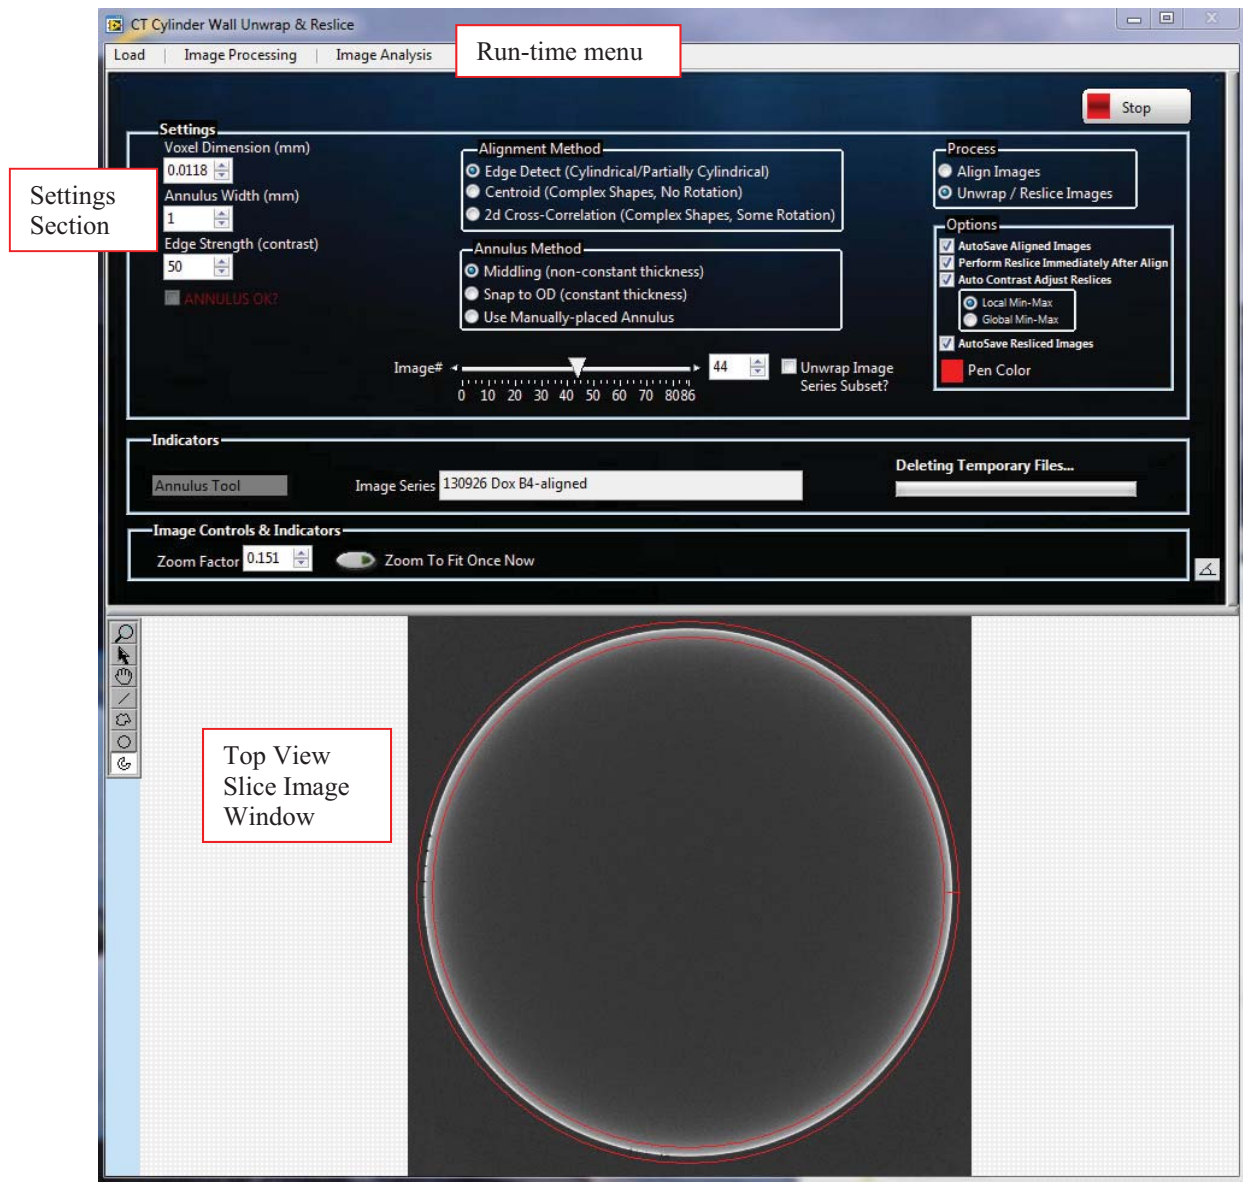 CT Cylinder Wall Unwrap & Reslice
Load | Image Processing | Image Analysis
Run-time menu
Stop
Settings
Voxel Dimension (mm)
0.0118
Annulus Width (mm)
1
Edge Strength (contrast)
50
ANNULUS OK?
Settings
Section
Alignment Method
Edge Detect (Cylindrical/Partially Cylindrical)
Centroid (Complex Shapes, No Rotation)
2d Cross-Correlation (Complex Shapes, Some Rotation)
Annulus Method
Middling (non-constant thickness)
Snap to OD (constant thickness)
Use Manually-placed Annulus
Process
Align Images
Unwrap / Reslice Images
Options
AutoSave Aligned Images
Perform Reslice Immediately After Align
Auto Contrast Adjust Reslices
Local Min-Max
Global Min-Max
AutoSave Resliced Images
Pen Color
Image#
0 10 20 30 40 50 60 70 8086
44
Unwrap Image
Series Subset?
Indicators
Annulus Tool
Image Series 130926 Dox B4-aligned
Deleting Temporary Files...
Image Controls & Indicators
Zoom Factor 0.151
Zoom To Fit Once Now
Top View
Slice Image
Window